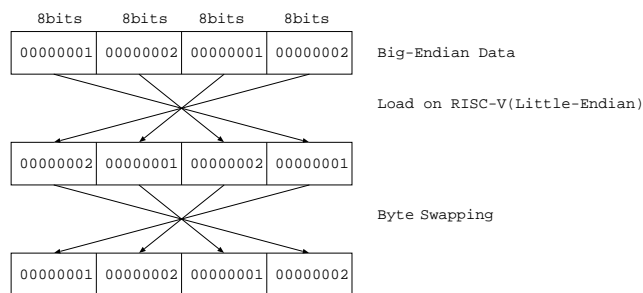 8bits 8bits 8bits 8bits
00000001 00000002 00000001 00000002 Big-Endian Data
Load on RISC-V(Little-Endian)
00000002 00000001 00000002 00000001
Byte Swapping
00000001 00000002 00000001 00000002